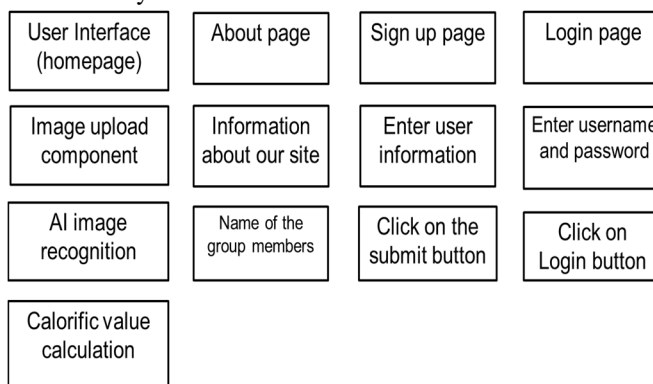 User Interface
(homepage)
About page
Sign up page
Login page
Image upload
component
Information
about our site
Enter user
information
Enter username
and password
AI image
recognition
Name of the
group members
Click on the
submit button
Click on
Login button
Calorific value
calculation